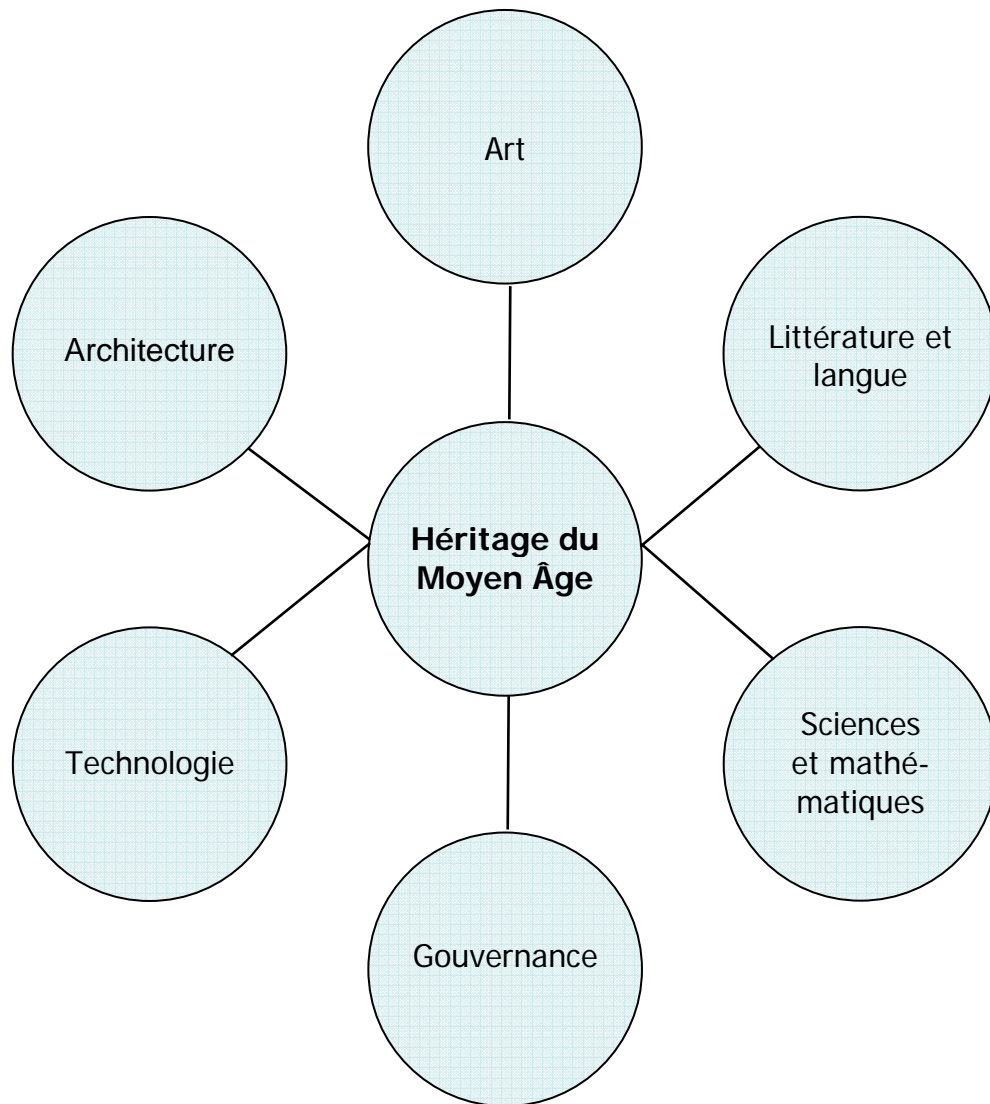 Art
Architecture
Littérature et
langue
Héritage du
Moyen Âge
Technologie
Sciences
et mathé-
matiques
Gouvernance